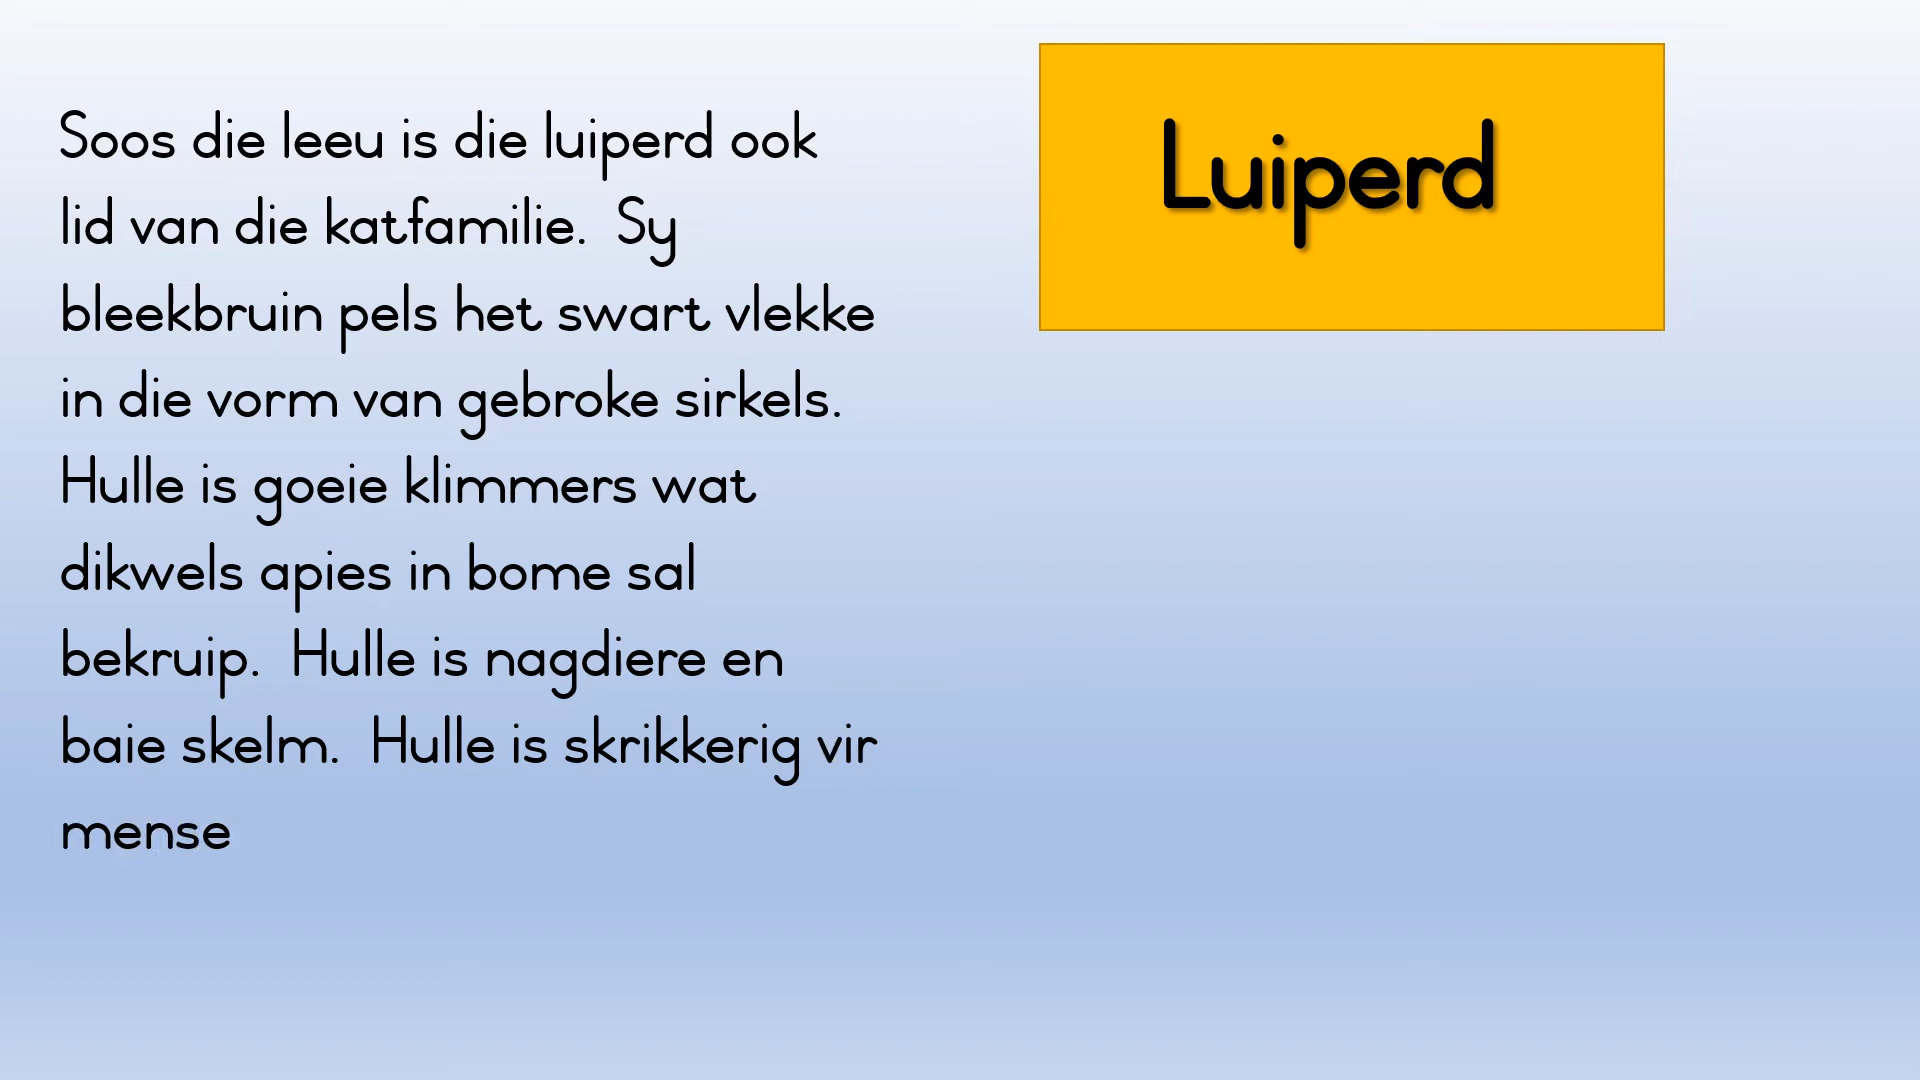 Luiperd
Soos die leeu is die luiperd ook
lid van die katfamilie.  Sy
bleekbruin pels het swart vlekke
in die vorm van gebroke sirkels.
Hulle is goeie klimmers wat
dikwels apies in bome sal
bekruip.  Hulle is nagdiere en
baie skelm.  Hulle is skrikkerig vir
mense